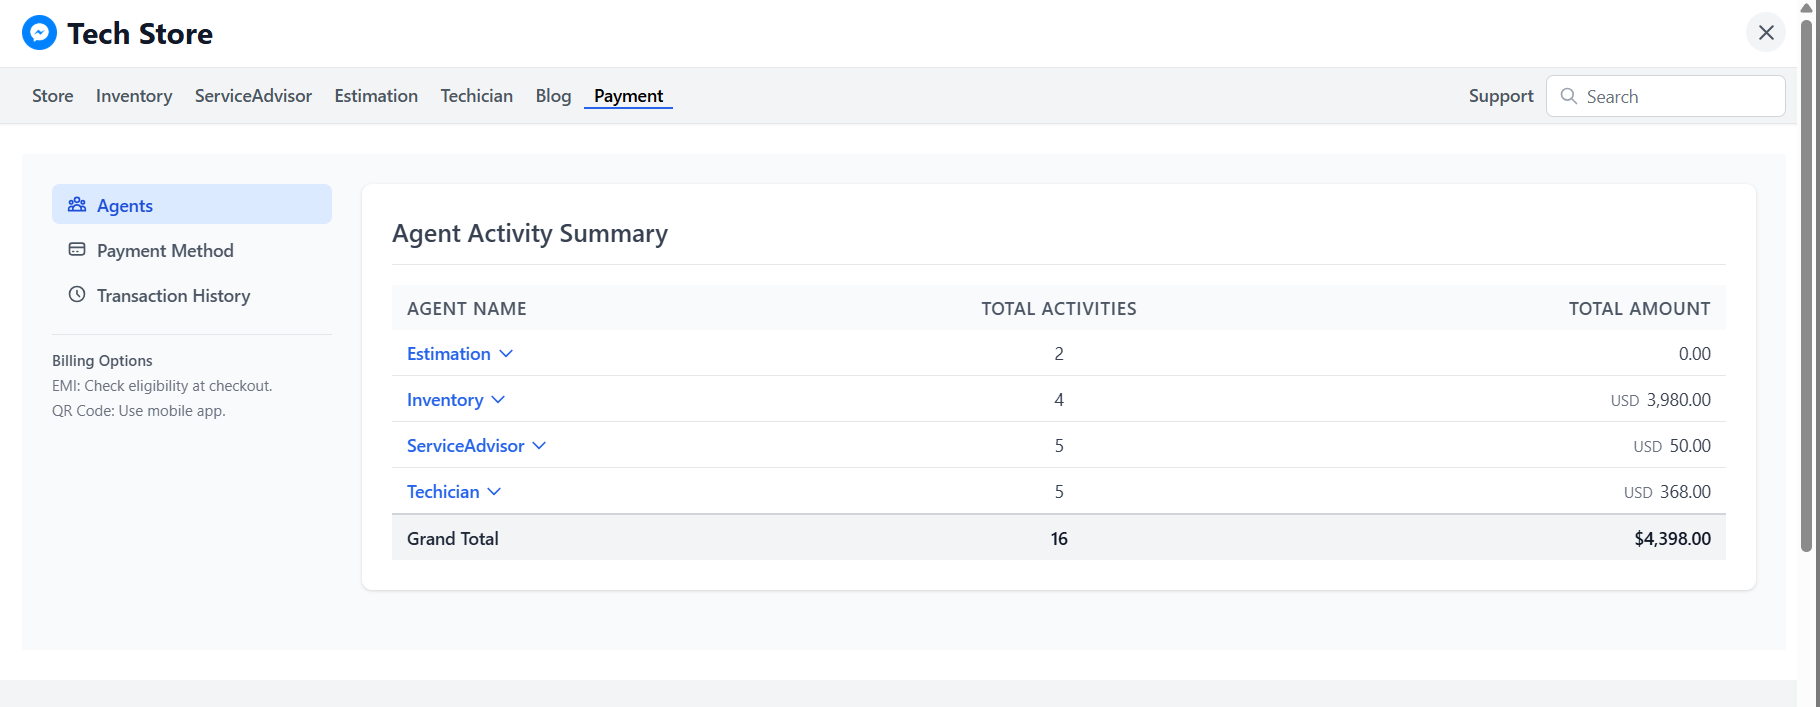 Tech Store
Store Inventory ServiceAdvisor Estimation Techician Blog Payment Support Search
Agents
Payment Method
Transaction History
Billing Options
EMI: Check eligibility at checkout.
QR Code: Use mobile app.
Agent Activity Summary
AGENT NAME TOTAL ACTIVITIES TOTAL AMOUNT
Estimation 2 0.00
Inventory 4 USD 3,980.00
ServiceAdvisor 5 USD 50.00
Techician 5 USD 368.00
Grand Total 16 $4,398.00